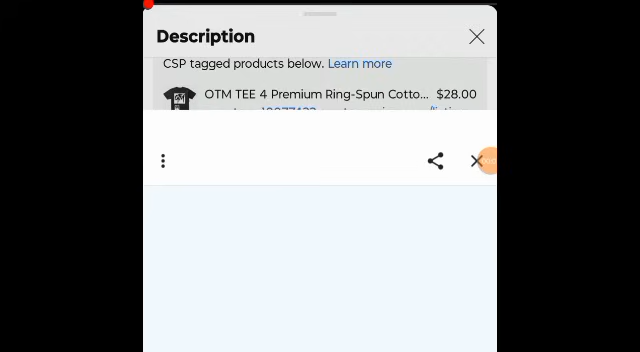 Description
CSP tagged products below. Learn more
OTM TEE 4 Premium Ring-Spun Cotto... $28.00